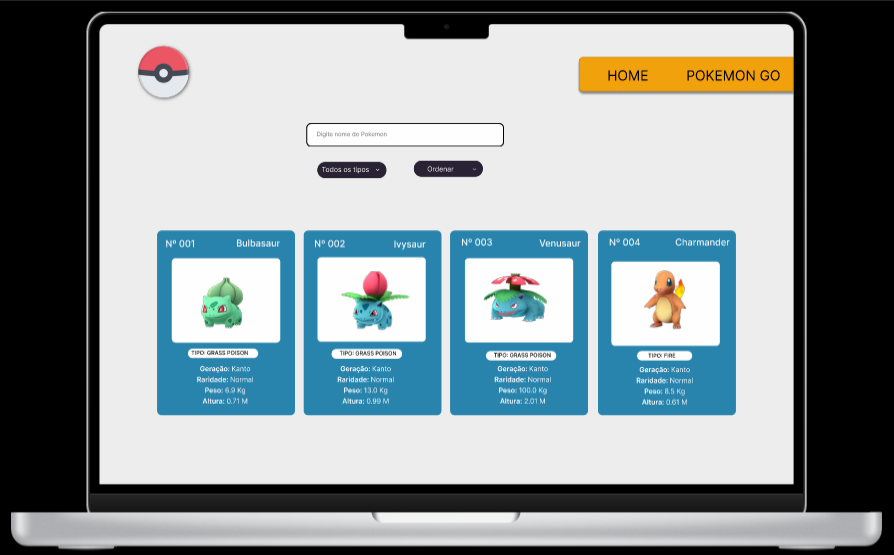 HOME POKEMON GO
Digite nome do Pokemon
Todos os tipos Ordenar
Nº 001 Bulbasaur
TIPO: GRASS POISON
Geração: Kanto
Raridade: Normal
Peso: 6.9 Kg
Altura: 0.71 M
Nº 002 Ivysaur
TIPO: GRASS POISON
Geração: Kanto
Raridade: Normal
Peso: 13.0 Kg
Altura: 0.99 M
Nº 003 Venusaur
TIPO: GRASS POISON
Geração: Kanto
Raridade: Normal
Peso: 100.0 Kg
Altura: 2.01 M
Nº 004 Charmander
TIPO: FIRE
Geração: Kanto
Raridade: Normal
Peso: 8.5 Kg
Altura: 0.61 M